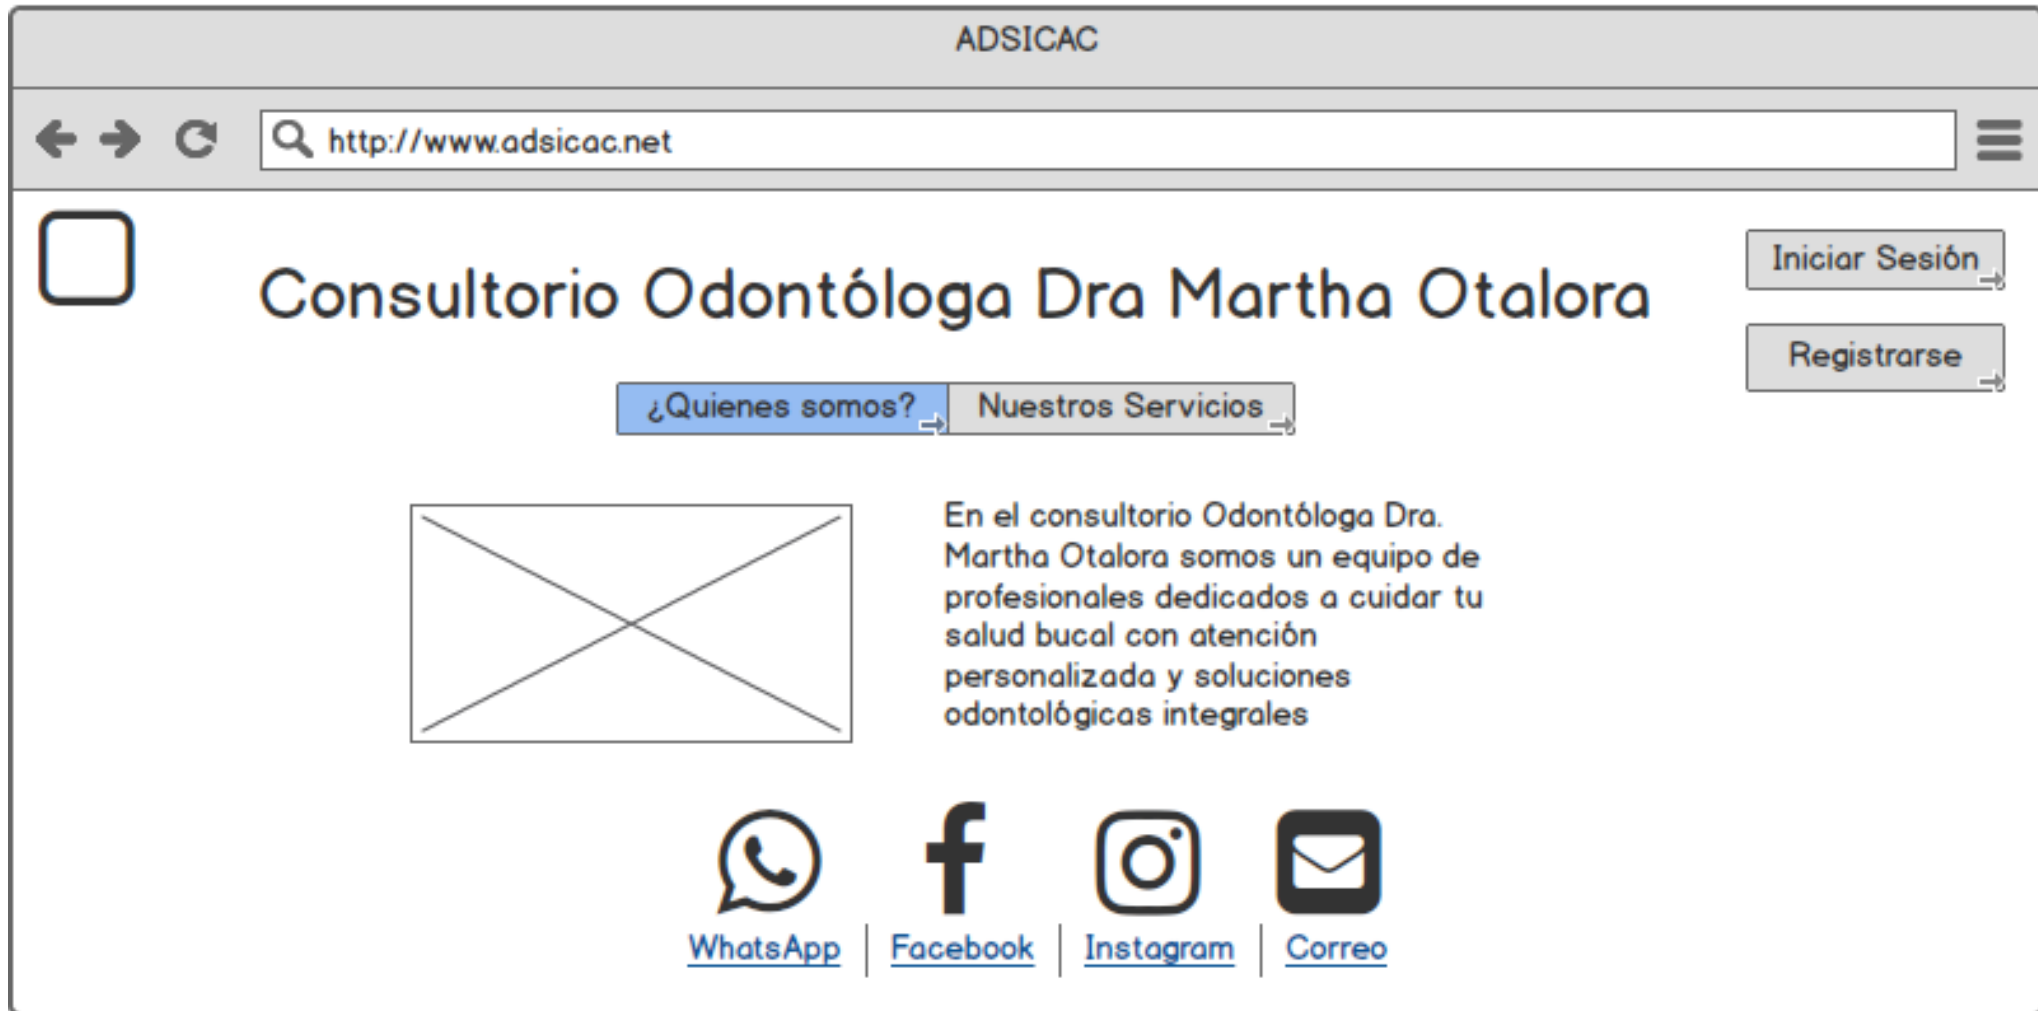 ADSICAC
http://www.adsicac.net
Consultorio Odontóloga Dra Martha Otalora
Iniciar Sesión
Registrarse
¿Quienes somos?
Nuestros Servicios
En el consultorio Odontóloga Dra.
Martha Otalora somos un equipo de
profesionales dedicados a cuidar tu
salud bucal con atención
personalizada y soluciones
odontológicas integrales
WhatsApp
Facebook
Instagram
Correo